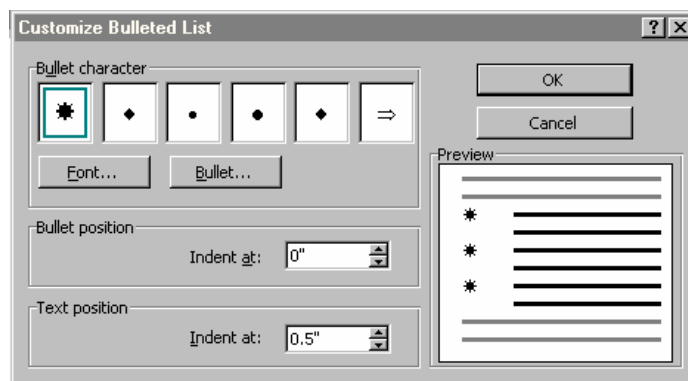 Customize Bulleted List
Bullet character
OK
Cancel
Font...
Bullet...
Preview
Bullet position
Indent at:
0"
Text position
Indent at:
0.5"